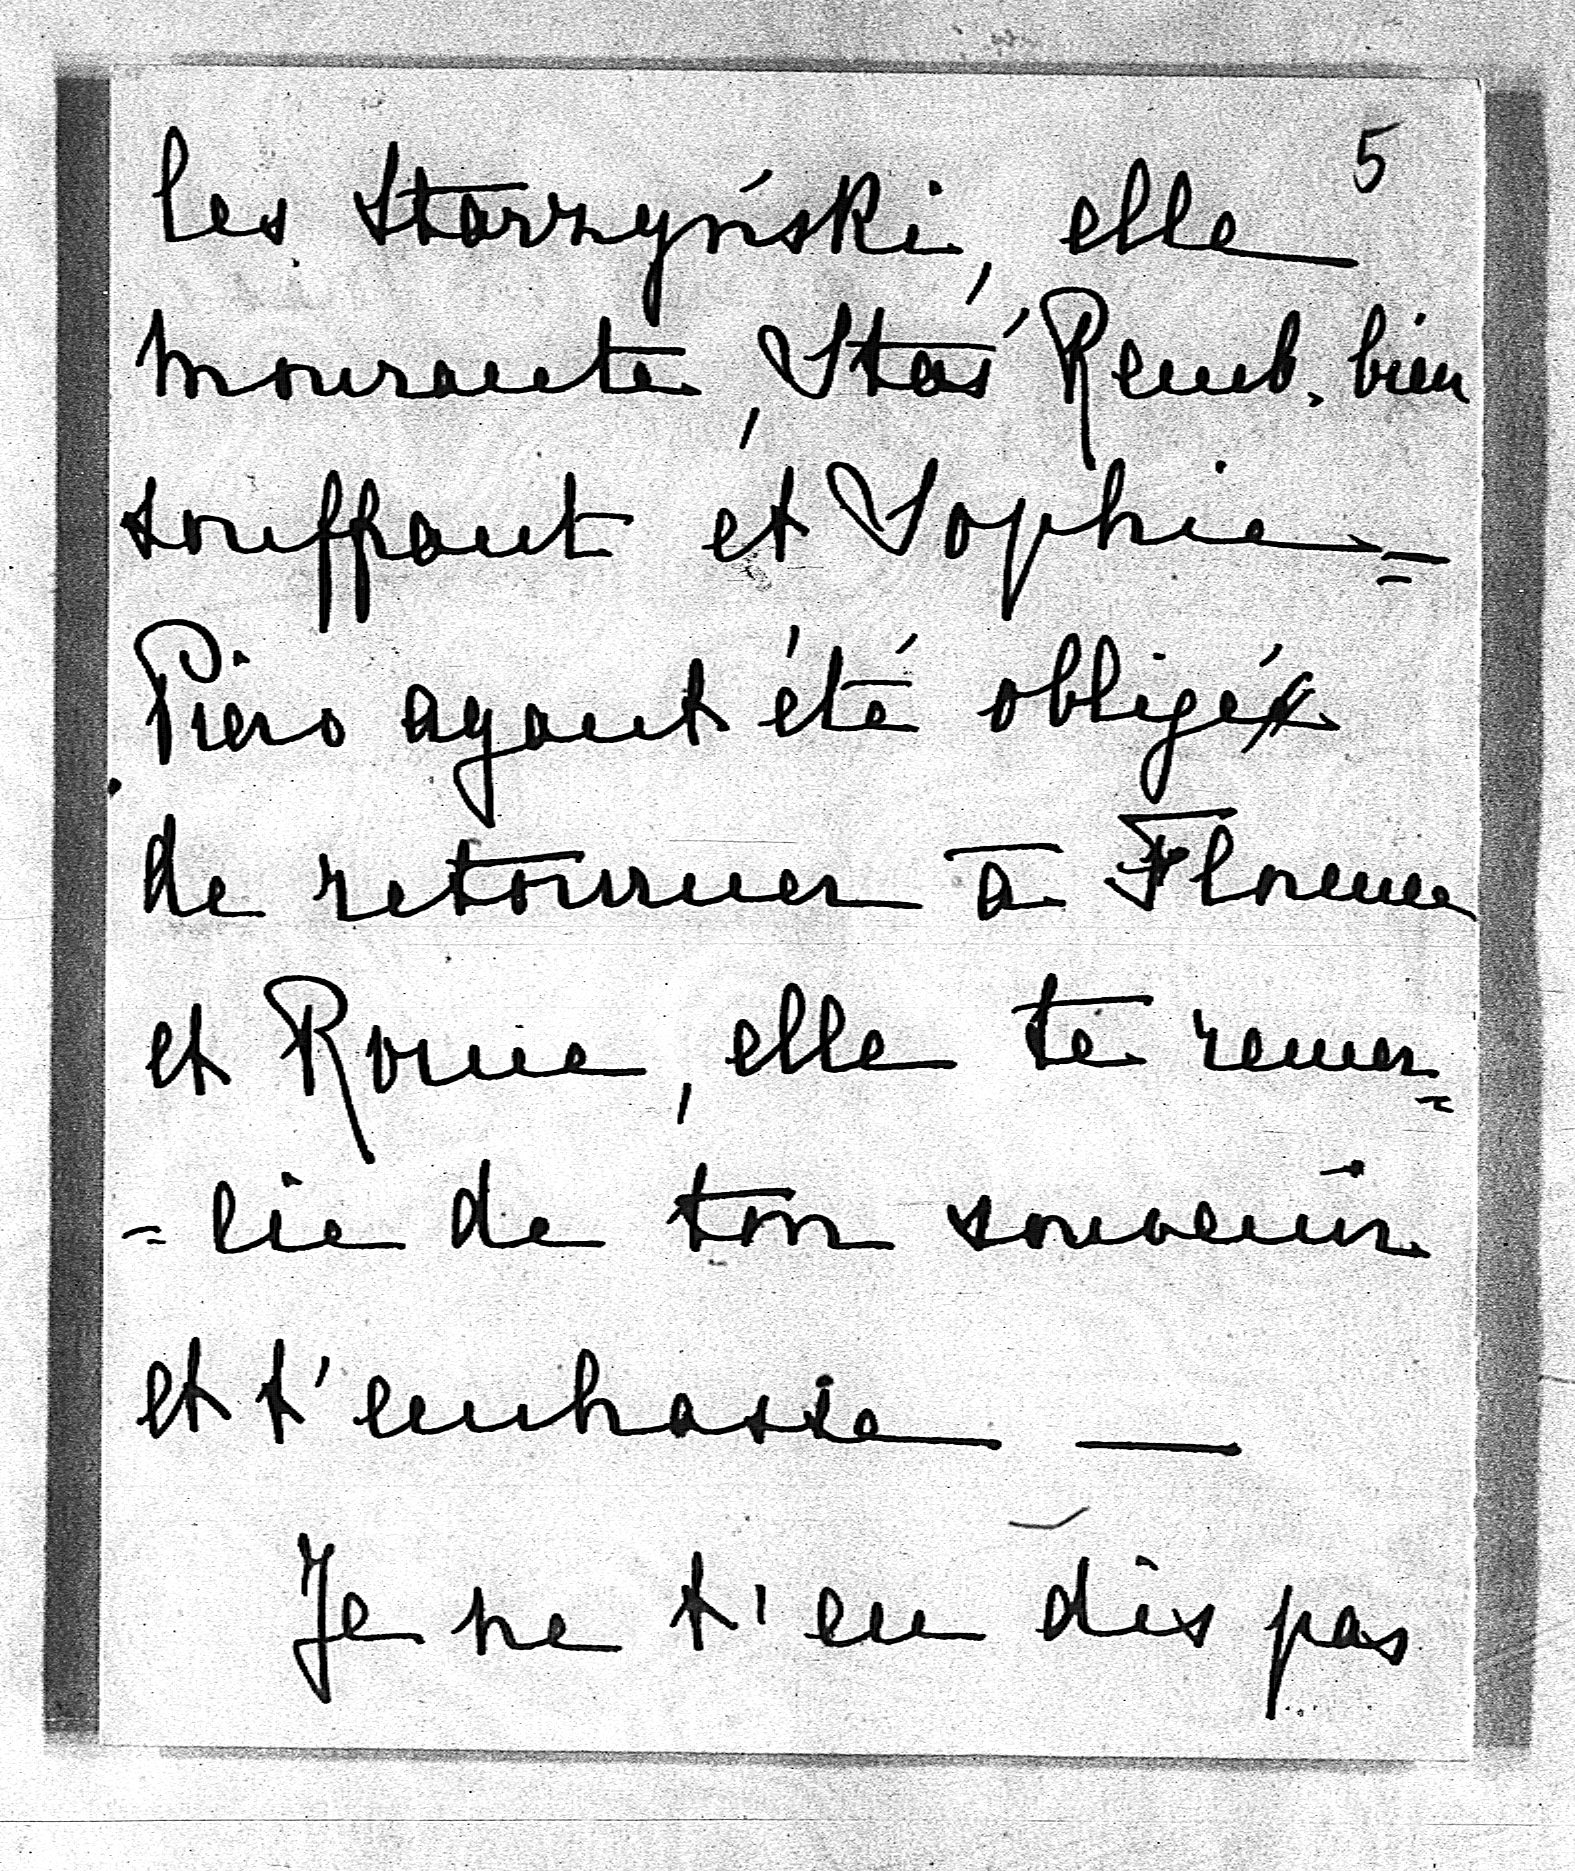 5
les Starzyński, elle
mourante, Staś Remb. bien
souffrant et Sophie =
Piero ayant été obligé
de retourner à Florence
et Rome, elle te remer=
=cie de ton souvenir
et t'embrasse —
Je ne t'en dis pas